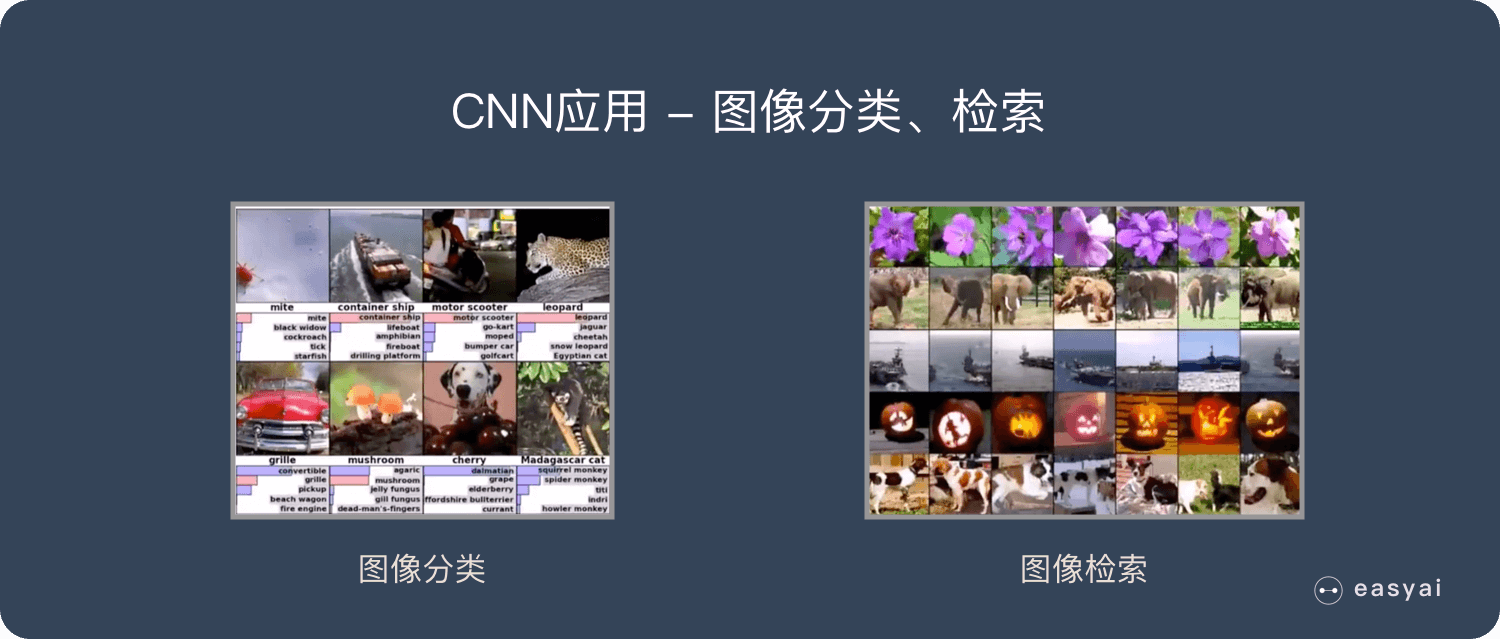 CNN应用 – 图像分类、检索
mite container ship motor scooter leopard
mite container ship motor scooter leopard
black widow lifeboat go-kart jaguar
cockroach amphibian moped cheetah
tick fireboat bumper car snow leopard
starfish drilling platform golfcart Egyptian cat
grille mushroom cherry Madagascar cat
convertible agaric dalmatian squirrel monkey
grille mushroom grape spider monkey
pickup jelly fungus elderberry titi
beach wagon gill fungus ffordshire bullterrier indri
fire engine dead-man's-fingers currant howler monkey
图像分类
图像检索
easyai